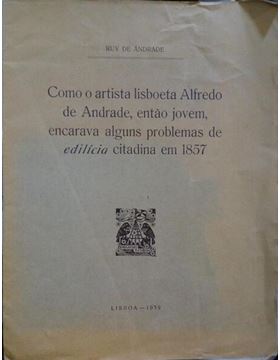 RUY DE ANDRADE
Como o artista lisboeta Alfredo
de Andrade, então jovem,
encarava alguns problemas de
edilícia citadina em 1857
LISBOA — 1959